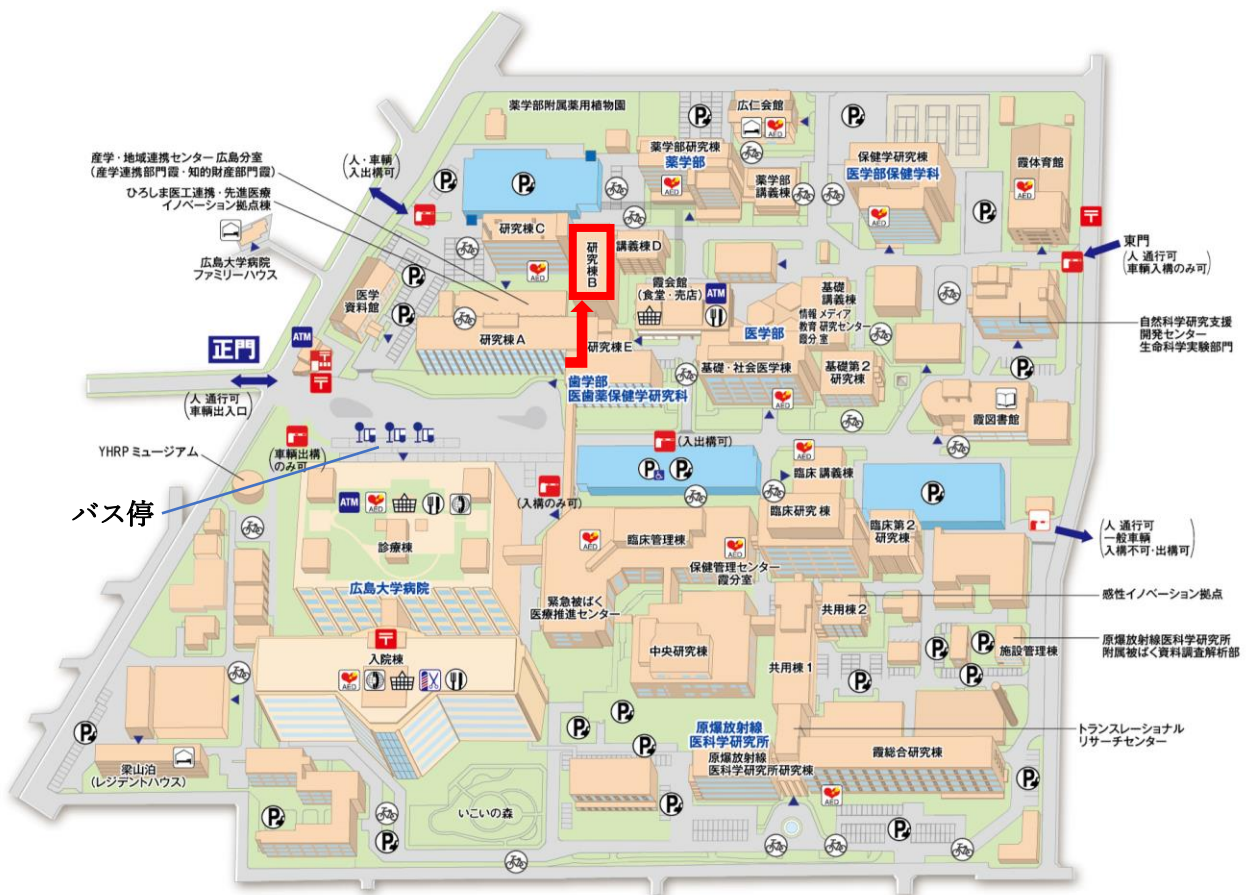 薬学部附属薬用植物園
広仁会館
AED
産学・地域連携センター 広島分室
(産学連携部門霞・知的財産部門霞)
ひろしま医工連携・先進医療
イノベーション拠点棟
(人・車輌
入出構可)
P
P
P
薬学部研究棟
薬学部
AED
薬学部
講義棟
保健学研究棟
医学部保健学科
AED
霞体育館
AED
P
〒
研究棟C
AED
研究棟B
講義棟D
東門
(人 通行可
車輌入構のみ可)
広島大学病院
ファミリーハウス
医学
資料館
P
P
霞会館
(食堂・売店)
ATM
基礎
講義棟
情報メディア
教育研究センター
霞分室
医学部
自然科学研究支援
開発センター
生命科学実験部門
正門
ATM
〒
〒
研究棟A
研究棟E
歯学部
医歯薬保健学研究科
基礎・社会医学棟
AED
基礎第2
研究棟
P
霞図書館
(人 通行可
車輌出入口)
(車輌出構
のみ可)
YHRP ミュージアム
バス停
(入出構可)
P
P
AED
臨床 講義棟
P
(入構のみ可)
ATM
AED
診療棟
広島大学病院
AED
臨床管理棟
AED
保健管理センター
霞分室
臨床研究棟
臨床第2
研究棟
(人 通行可
一般車輌
入構不可・出構可)
緊急被ばく
医療推進センター
中央研究棟
共用棟2
共用棟1
感性イノベーション拠点
P
P
P
施設管理棟
原爆放射線医科学研究所
附属被ばく資料調査解析部
〒
入院棟
AED
P
P
P
P
P
梁山泊
(レジデントハウス)
原爆放射線
医科学研究所
原爆放射線
医科学研究所研究棟
霞総合研究棟
AED
トランスレーショナル
リサーチセンター
P
いこいの森
P
P
P
P